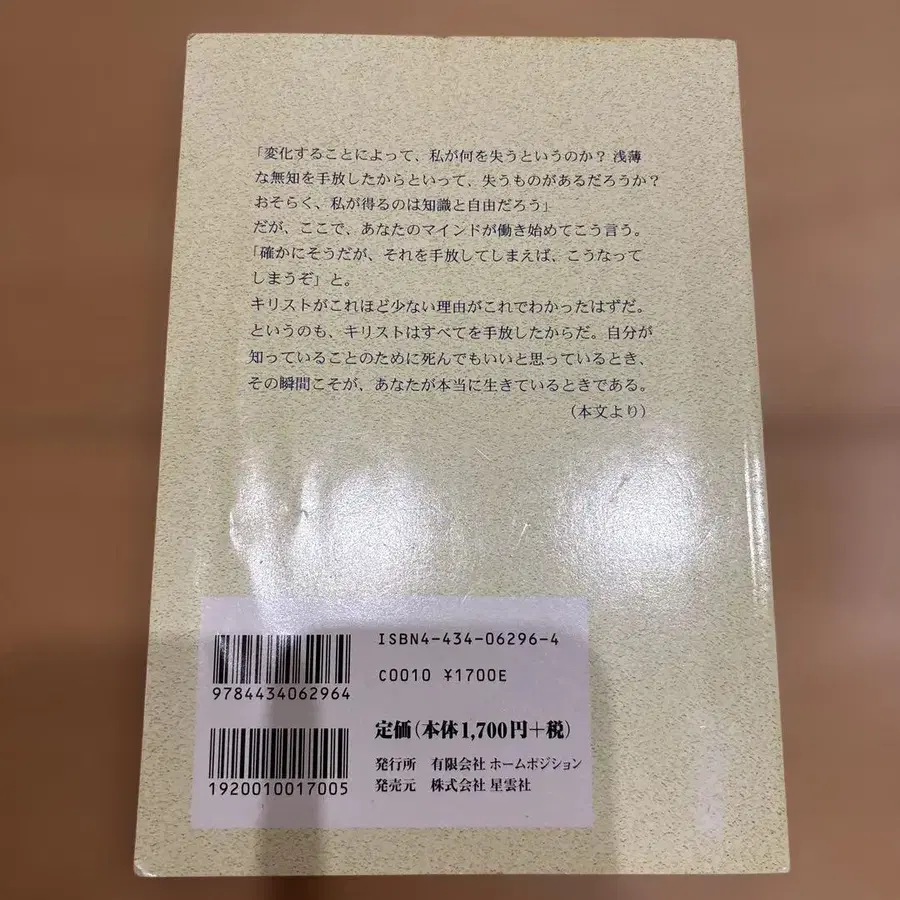 「変化することによって、私が何を失うというのか？ 浅薄
な無知を手放したからといって、失うものがあるだろうか？
おそらく、私が得るのは知識と自由だろう」
だが、ここで、あなたのマインドが働き始めてこう言う。
「確かにそうだが、それを手放してしまえば、こうなって
しまうぞ」と。
キリストがこれほど少ない理由がこれでわかったはずだ。
というのも、キリストはすべてを手放したからだ。自分が
知っていることのために死んでもいいと思っているとき、
その瞬間こそが、あなたが本当に生きているときである。
（本文より）
ISBN4-434-06296-4
C0010 ¥1700E
9784434062964
定価（本体1,700円＋税）
発行所　有限会社 ホームポジション
発売元　株式会社 星雲社
1920010017005